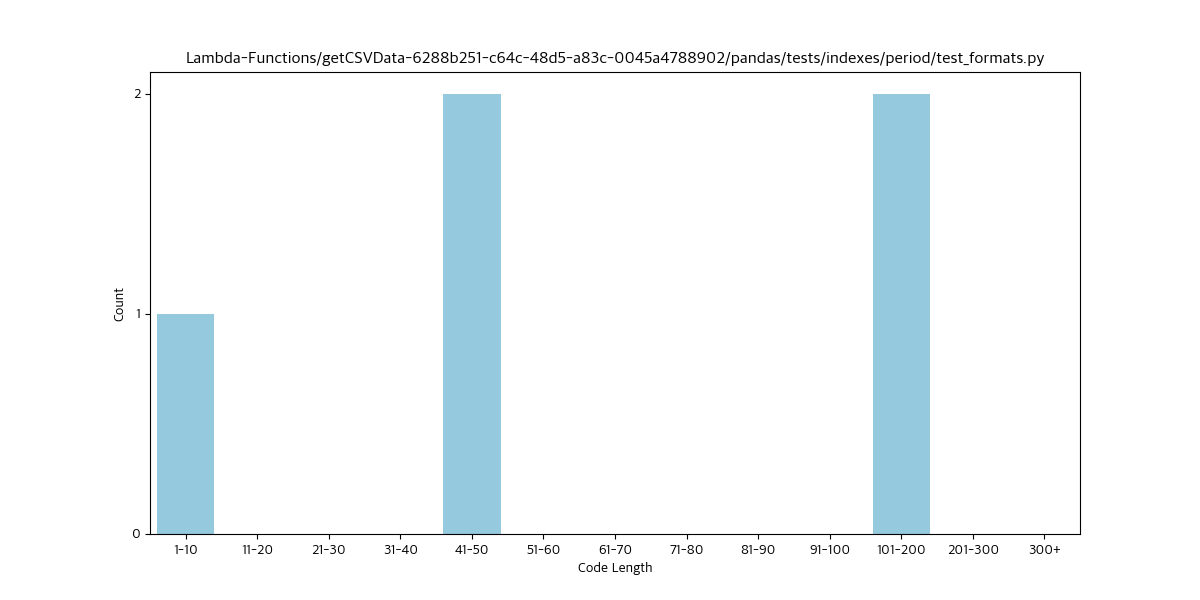 Lambda-Functions/getCSVData-6288b251-c64c-48d5-a83c-0045a4788902/pandas/tests/indexes/period/test_formats.py
2
1
0
Count
1-10 11-20 21-30 31-40 41-50 51-60 61-70 71-80 81-90 91-100 101-200 201-300 300+
Code Length